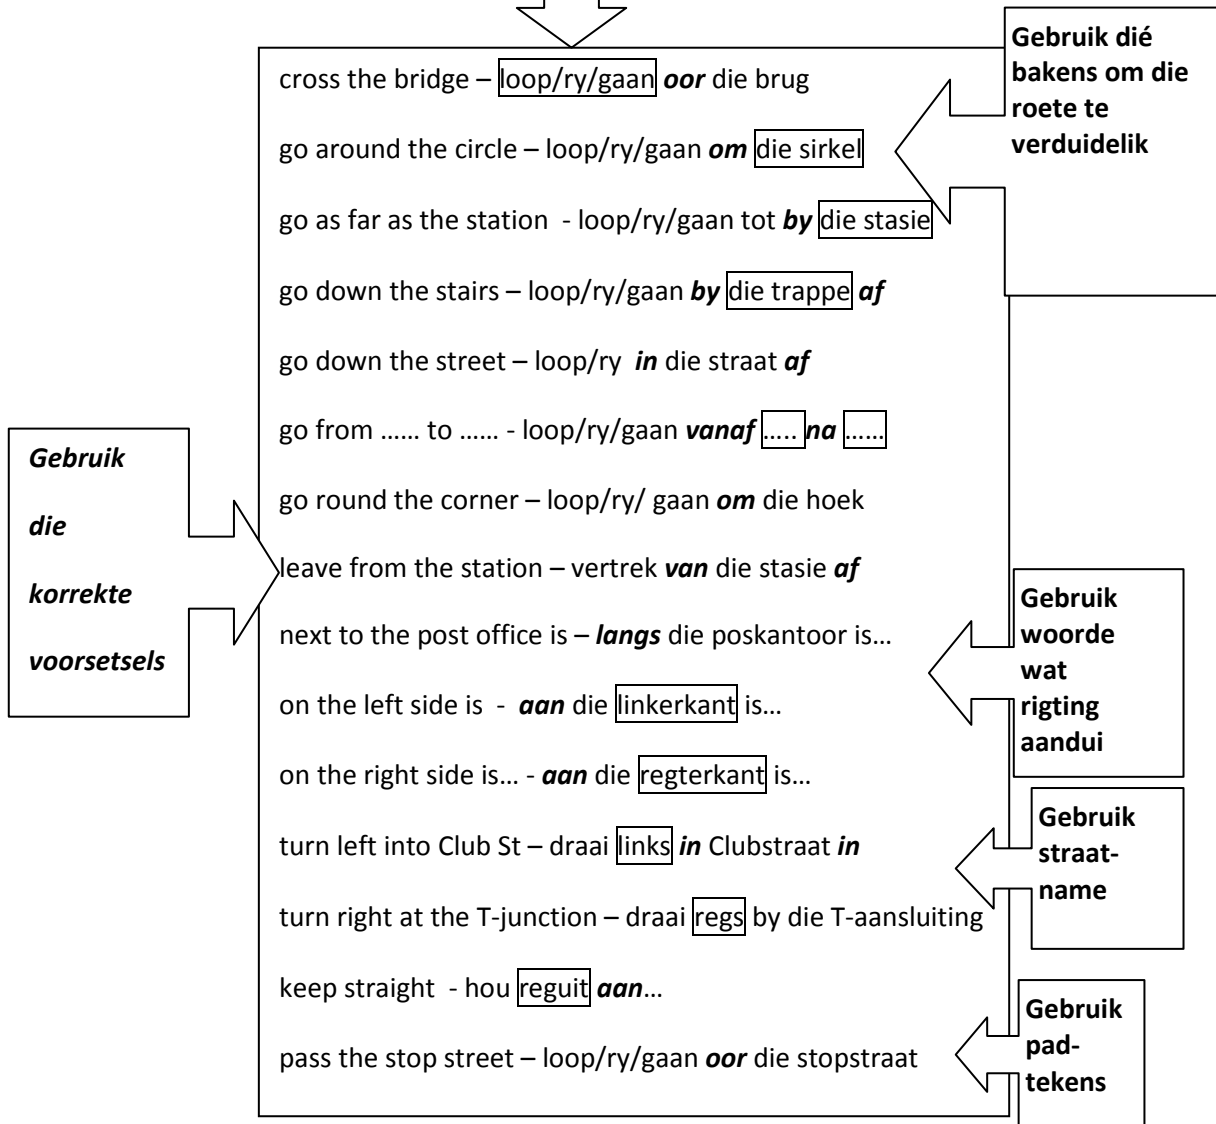 Gebruik dié
bakens om die
roete te
verduidelik
cross the bridge – loop/ry/gaan oor die brug
go around the circle – loop/ry/gaan om die sirkel
go as far as the station - loop/ry/gaan tot by die stasie
go down the stairs – loop/ry/gaan by die trappe af
go down the street – loop/ry in die straat af
go from …… to …… - loop/ry/gaan vanaf ….. na ……
go round the corner – loop/ry/ gaan om die hoek
leave from the station – vertrek van die stasie af
next to the post office is – langs die poskantoor is…
on the left side is - aan die linkerkant is…
on the right side is… - aan die regterkant is…
turn left into Club St – draai links in Clubstraat in
turn right at the T-junction – draai regs by die T-aansluiting
keep straight - hou reguit aan…
pass the stop street – loop/ry/gaan oor die stopstraat
Gebruik
die
korrekte
voorsetsels
Gebruik
woorde
wat
rigting
aandui
Gebruik
straat-
name
Gebruik
pad-
tekens